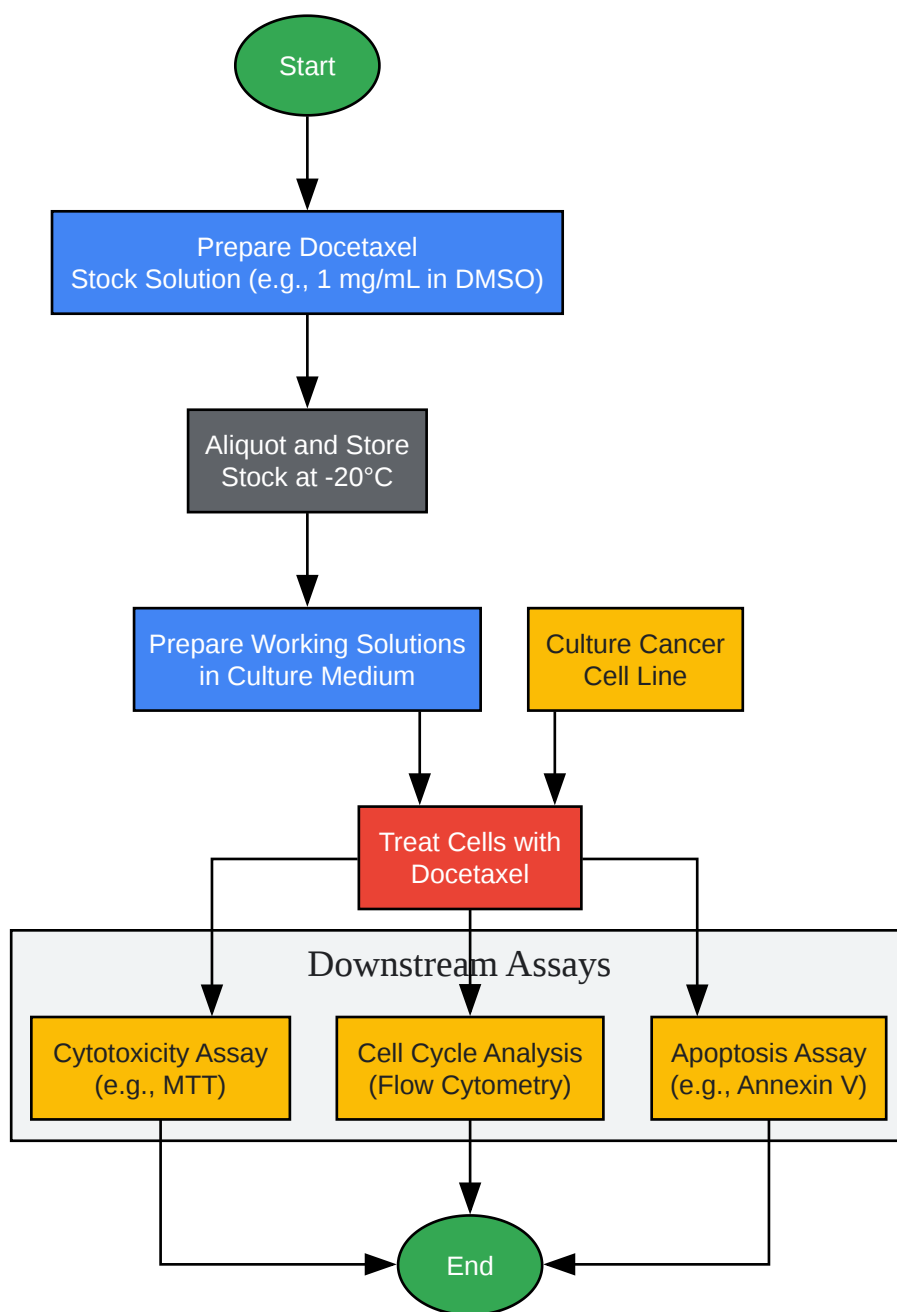 Start
Prepare Docetaxel
Stock Solution (e.g., 1 mg/mL in DMSO)
Aliquot and Store
Stock at -20°C
Prepare Working Solutions
in Culture Medium
Culture Cancer
Cell Line
Treat Cells with
Docetaxel
Downstream Assays
Cytotoxicity Assay
(e.g., MTT)
Cell Cycle Analysis
(Flow Cytometry)
Apoptosis Assay
(e.g., Annexin V)
End